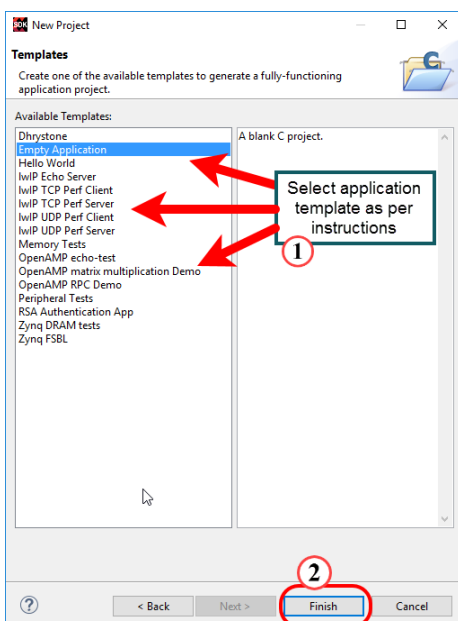 SDK New Project
Templates
Create one of the available templates to generate a fully-functioning
application project.
Available Templates:
Dhrystone
Empty Application
Hello World
lwIP Echo Server
lwIP TCP Perf Client
lwIP TCP Perf Server
lwIP UDP Perf Client
lwIP UDP Perf Server
Memory Tests
OpenAMP echo-test
OpenAMP matrix multiplication Demo
OpenAMP RPC Demo
Peripheral Tests
RSA Authentication App
Zynq DRAM tests
Zynq FSBL
A blank C project.
Select application
template as per
instructions
1
2
? < Back Next > Finish Cancel
C